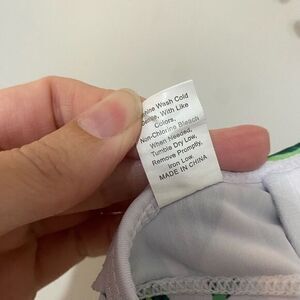 Wash Cold
With Like
Colors,
Non-Chlorine Bleach
When Needed,
Tumble Dry Low,
Remove Promptly,
Iron Low.
MADE IN CHINA